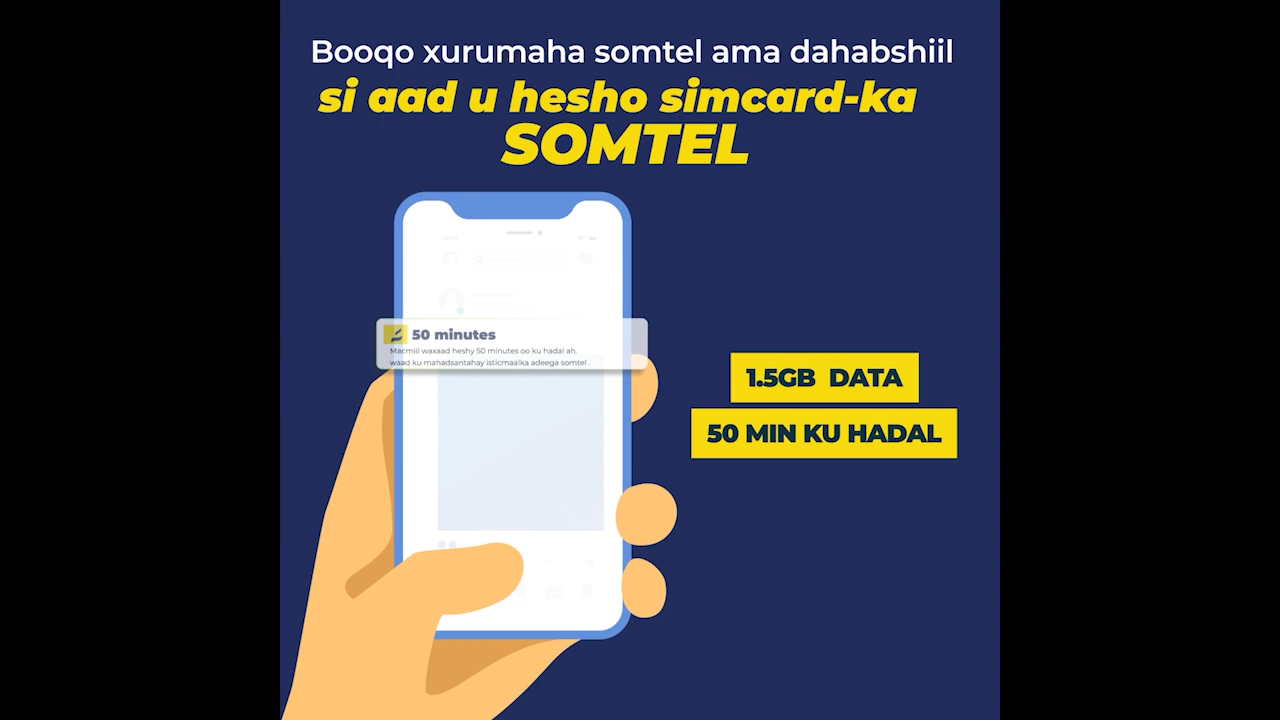 Booqo xurumaha somtel ama dahabshiil
si aad u hesho simcard-ka
SOMTEL
50 minutes
Macmiil waxaad heshy 50 minutes oo ku hadal ah.
waad ku mahadsantahay isticmaalka adeega somtel .
1.5GB DATA
50 MIN KU HADAL